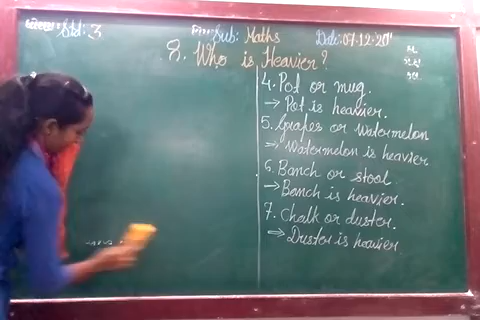 Std: 3
Sub: Maths
Date: 07.12.20
8. Who is Heavier?
4. Pot or mug.
→ Pot is heavier.
5. Grapes or Watermelon
⇒ Watermelon is heavier
6. Banch or stool.
→ Banch is heavier.
7. Chalk or duster.
⇒ Duster is heavier